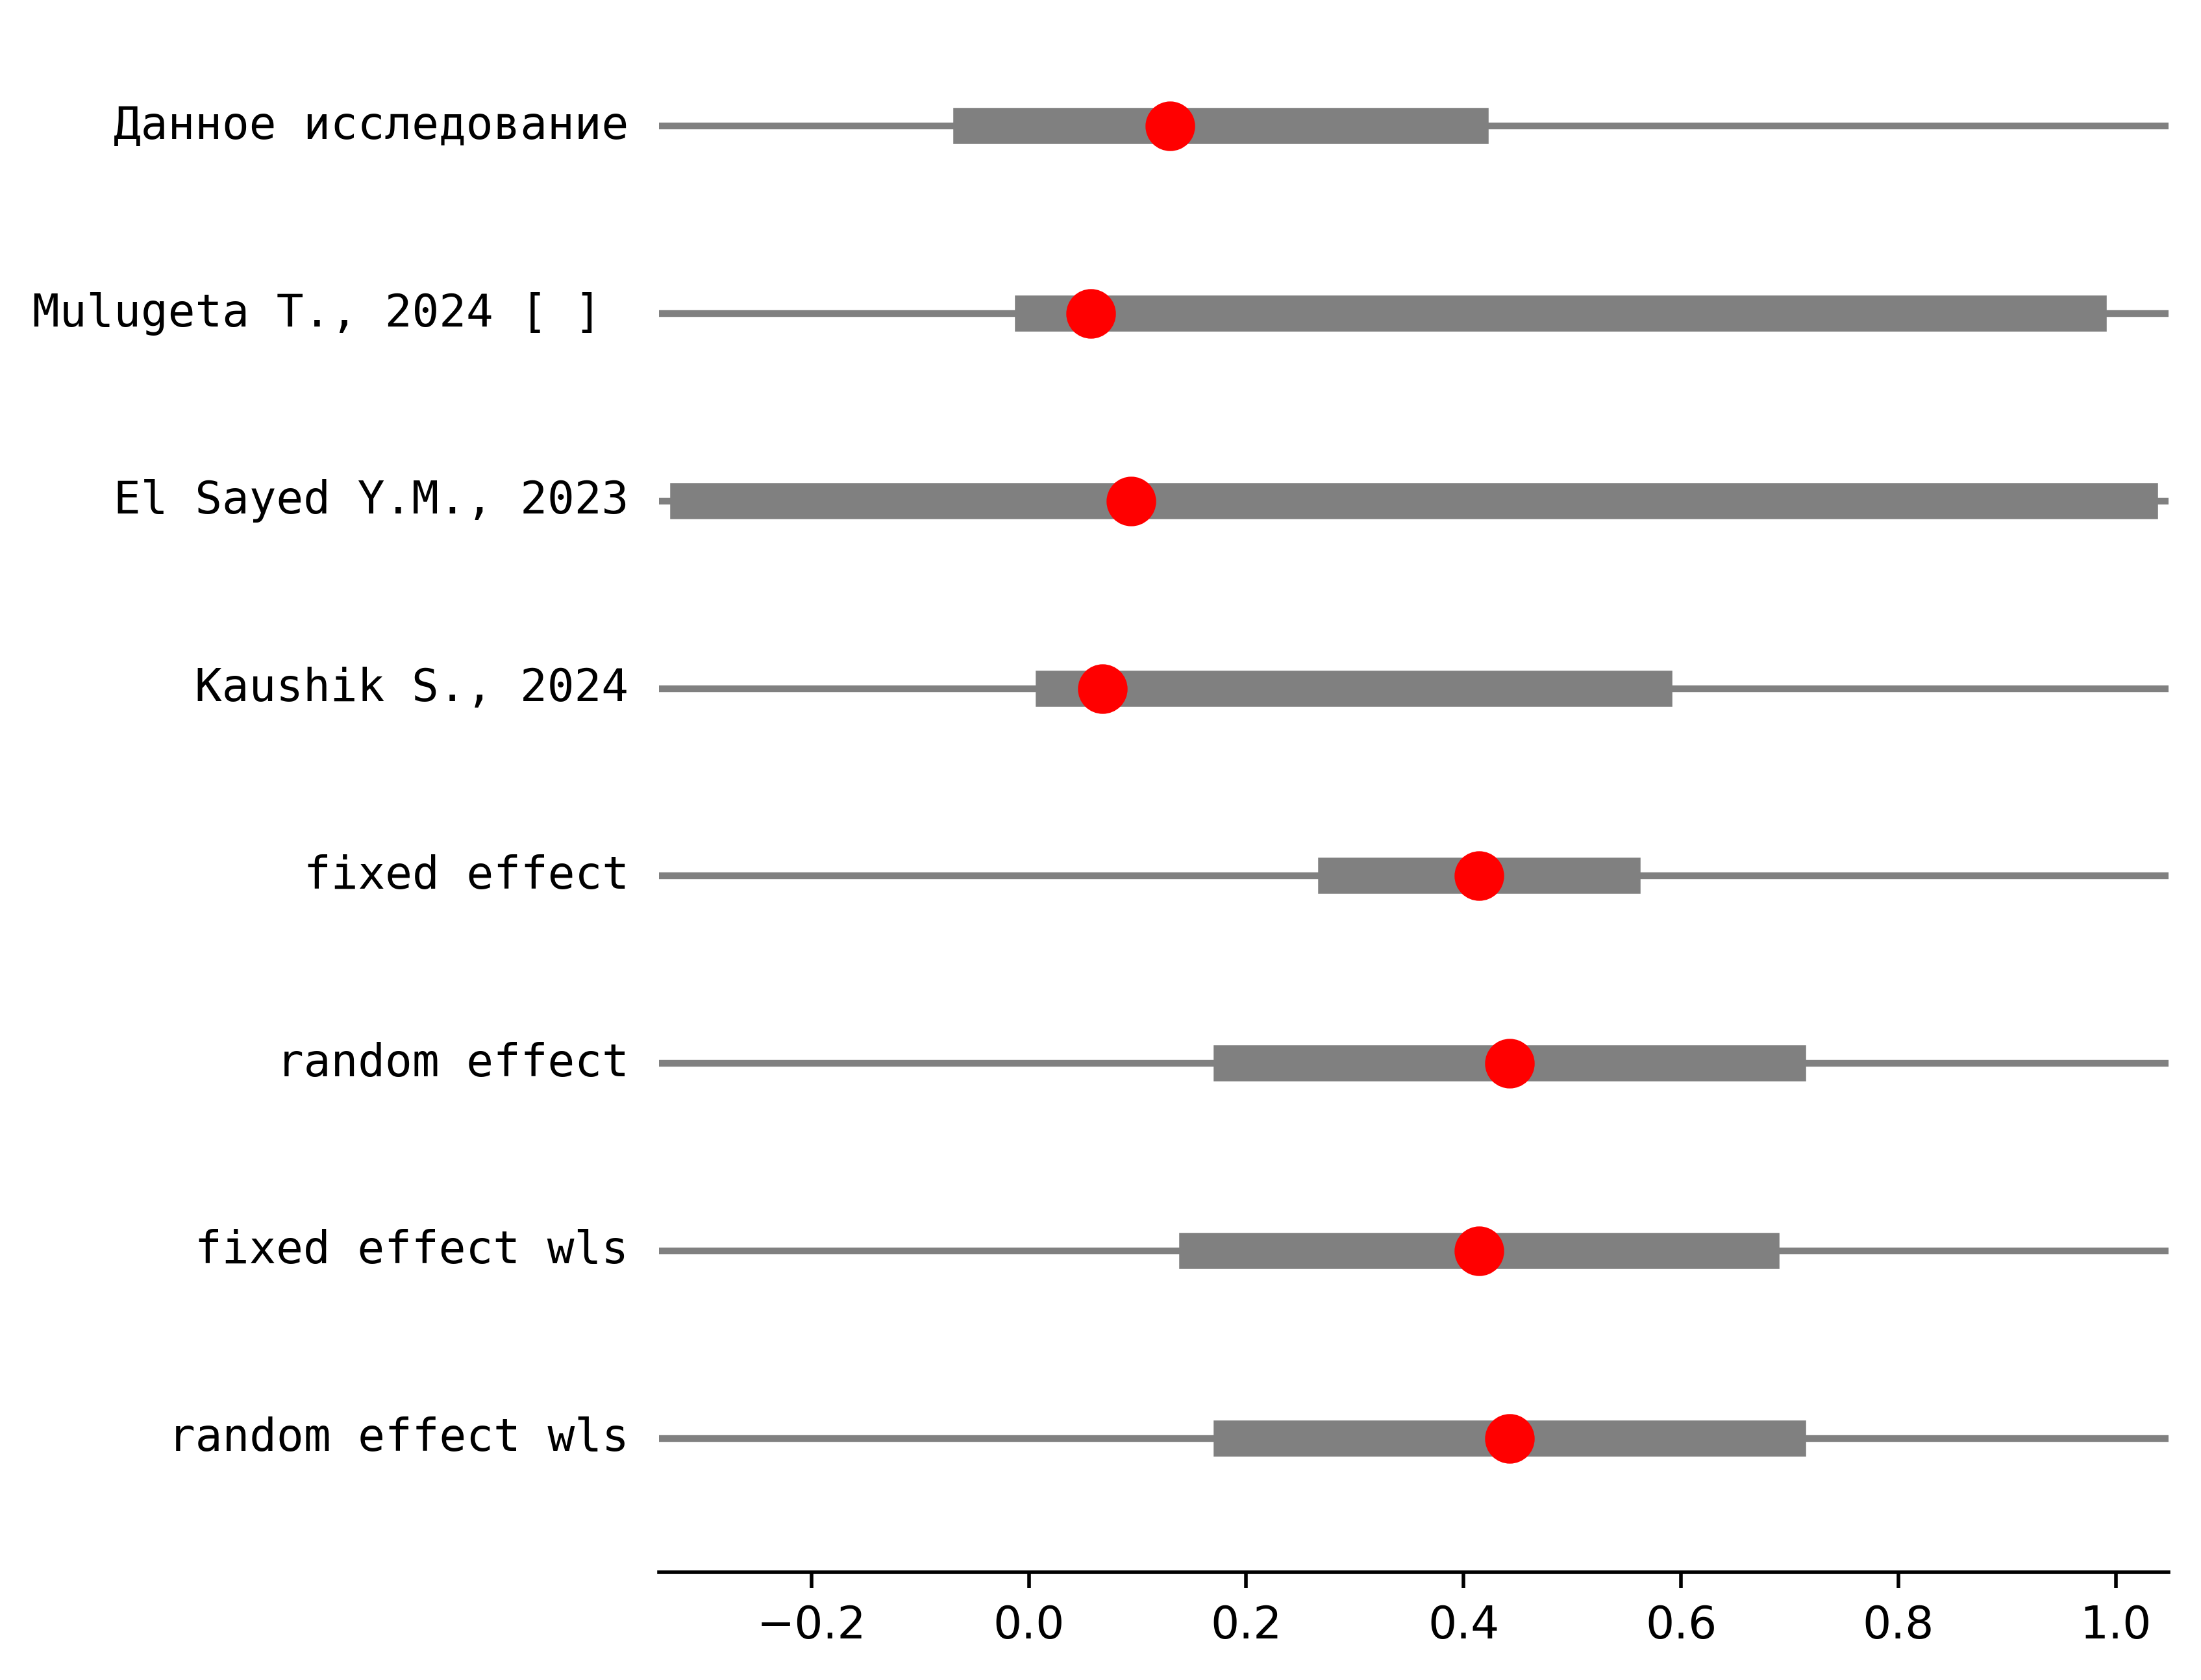 Данное исследование
Mulugeta T., 2024 [ ]
El Sayed Y.M., 2023
Kaushik S., 2024
fixed effect
random effect
fixed effect wls
random effect wls
−0.2 0.0 0.2 0.4 0.6 0.8 1.0